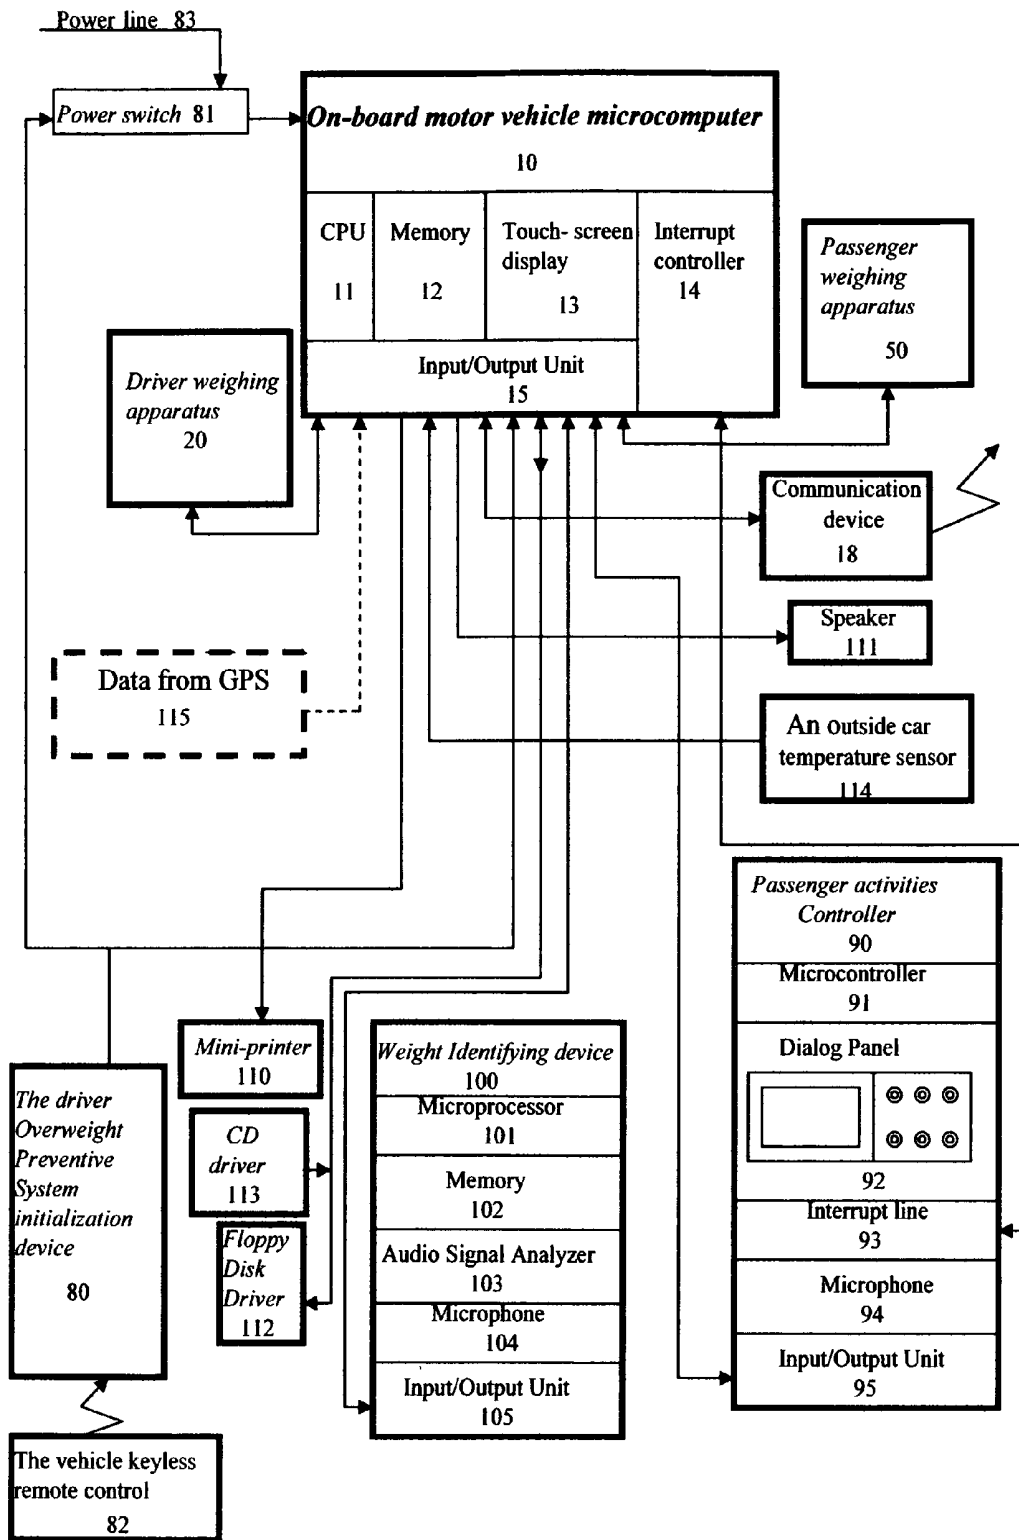 Power line 83
Power switch 81
On-board motor vehicle microcomputer
10
CPU
11
Memory
12
Touch- screen
display
13
Interrupt
controller
14
Input/Output Unit
15
Passenger
weighing
apparatus
50
Driver weighing
apparatus
20
Communication
device
18
Speaker
111
Data from GPS
115
An outside car
temperature sensor
114
Passenger activities
Controller
90
Microcontroller
91
Dialog Panel
92
Interrupt line
93
Microphone
94
Input/Output Unit
95
Mini-printer
110
CD
driver
113
Floppy
Disk
Driver
112
Weight Identifying device
100
Microprocessor
101
Memory
102
Audio Signal Analyzer
103
Microphone
104
Input/Output Unit
105
The driver
Overweight
Preventive
System
initialization
device
80
The vehicle keyless
remote control
82